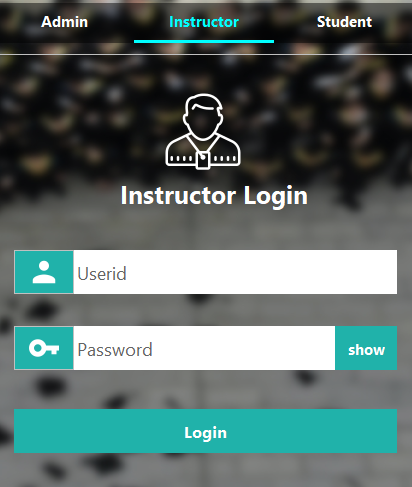 Admin Instructor Student
Instructor Login
Userid
Password show
Login